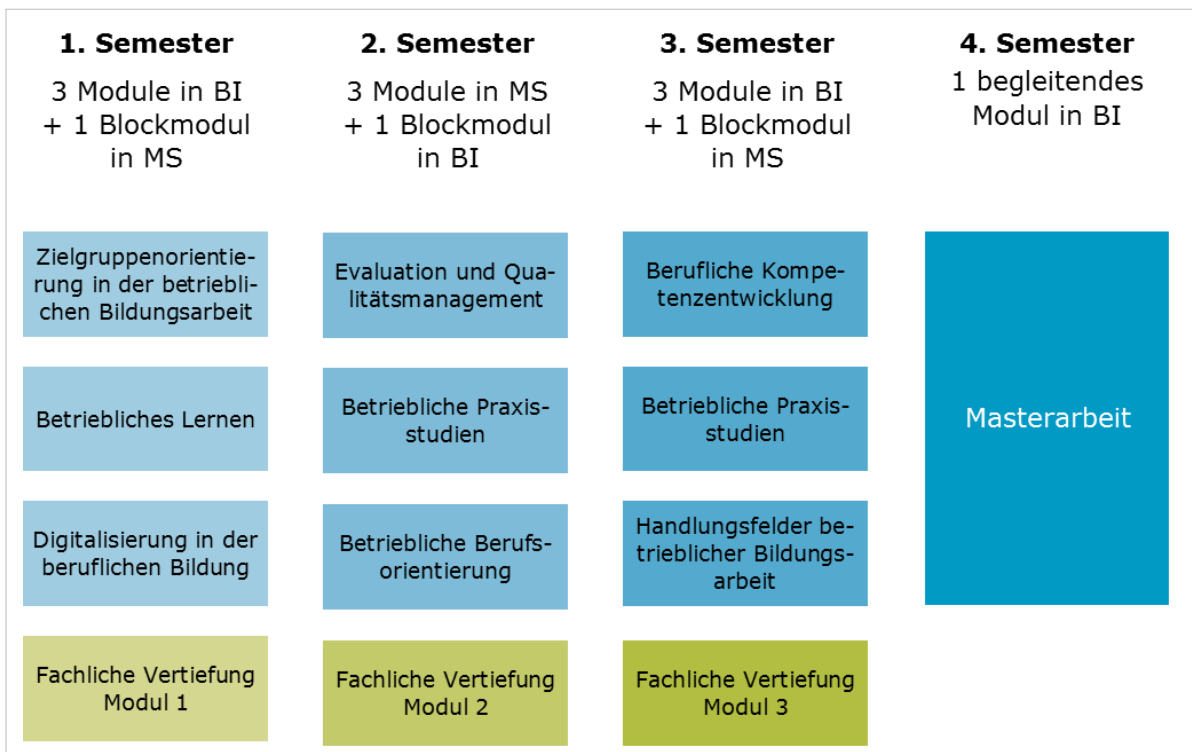 1. Semester
3 Module in BI
+ 1 Blockmodul
in MS
Zielgruppenorientie-
rung in der betriebli-
chen Bildungsarbeit
Betriebliches Lernen
Digitalisierung in der
beruflichen Bildung
Fachliche Vertiefung
Modul 1
2. Semester
3 Module in MS
+ 1 Blockmodul
in BI
Evaluation und Qua-
litätsmanagement
Betriebliche Praxis-
studien
Betriebliche Berufs-
orientierung
Fachliche Vertiefung
Modul 2
3. Semester
3 Module in BI
+ 1 Blockmodul
in MS
Berufliche Kompe-
tenzentwicklung
Betriebliche Praxis-
studien
Handlungsfelder be-
trieblicher Bildungs-
arbeit
Fachliche Vertiefung
Modul 3
4. Semester
1 begleitendes
Modul in BI
Masterarbeit